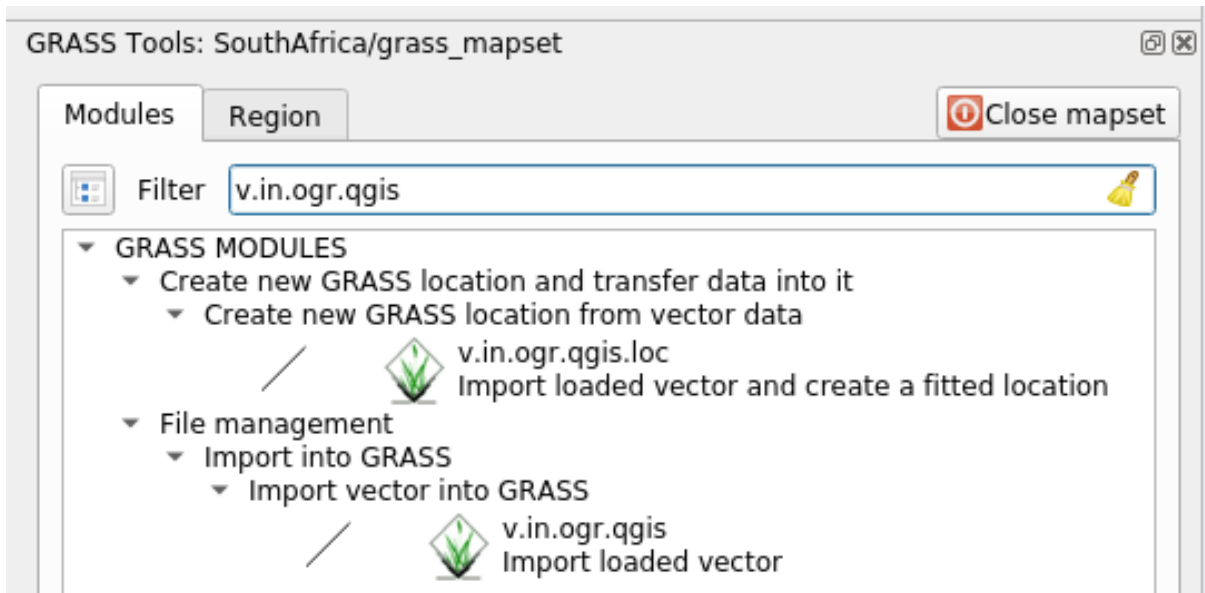 GRASS Tools: SouthAfrica/grass_mapset
Modules
Region
Close mapset
Filter
v.in.ogr.qgis
GRASS MODULES
Create new GRASS location and transfer data into it
Create new GRASS location from vector data
v.in.ogr.qgis.loc
Import loaded vector and create a fitted location
File management
Import into GRASS
Import vector into GRASS
v.in.ogr.qgis
Import loaded vector